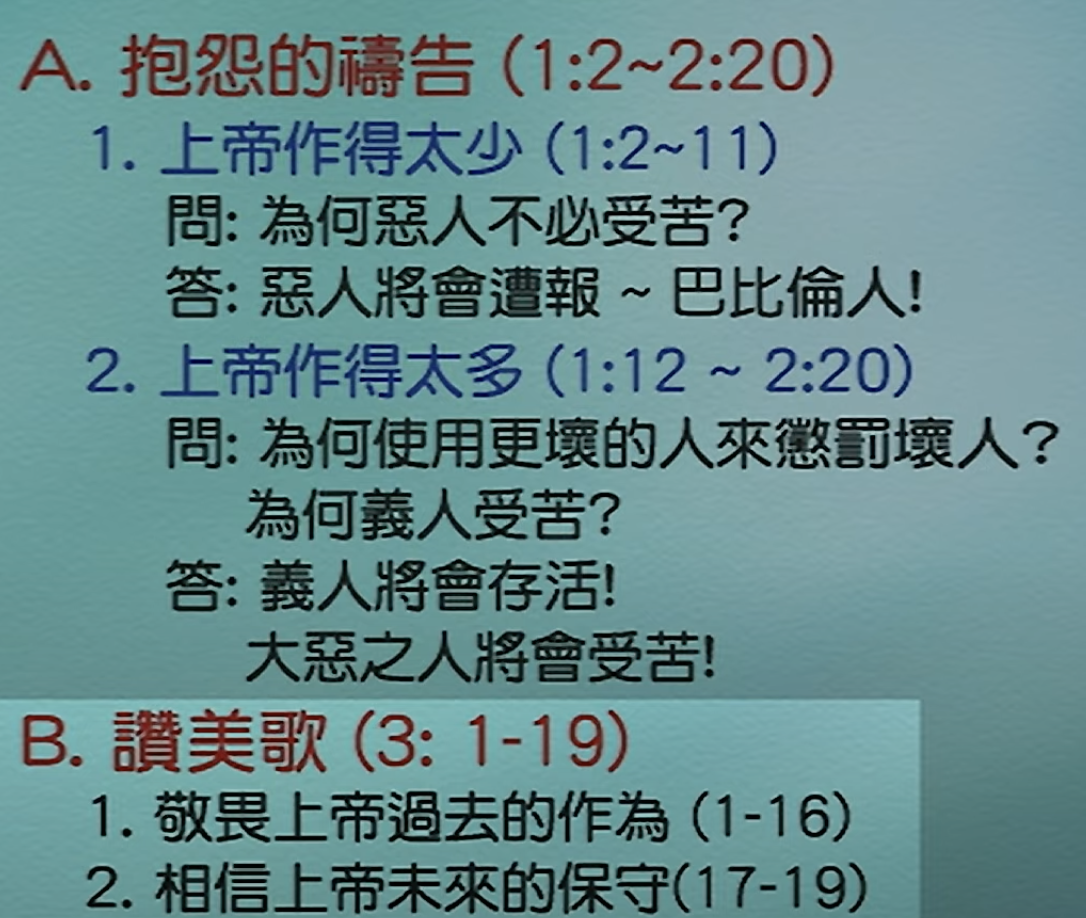 A. 抱怨的禱告 (1:2~2:20)
1. 上帝作得太少 (1:2~11)
問: 為何惡人不必受苦?
答: 惡人將會遭報 ~ 巴比倫人!
2. 上帝作得太多 (1:12 ~ 2:20)
問: 為何使用更壞的人來懲罰壞人?
為何義人受苦?
答: 義人將會存活!
大惡之人將會受苦!
B. 讚美歌 (3: 1-19)
1. 敬畏上帝過去的作為 (1-16)
2. 相信上帝未來的保守(17-19)